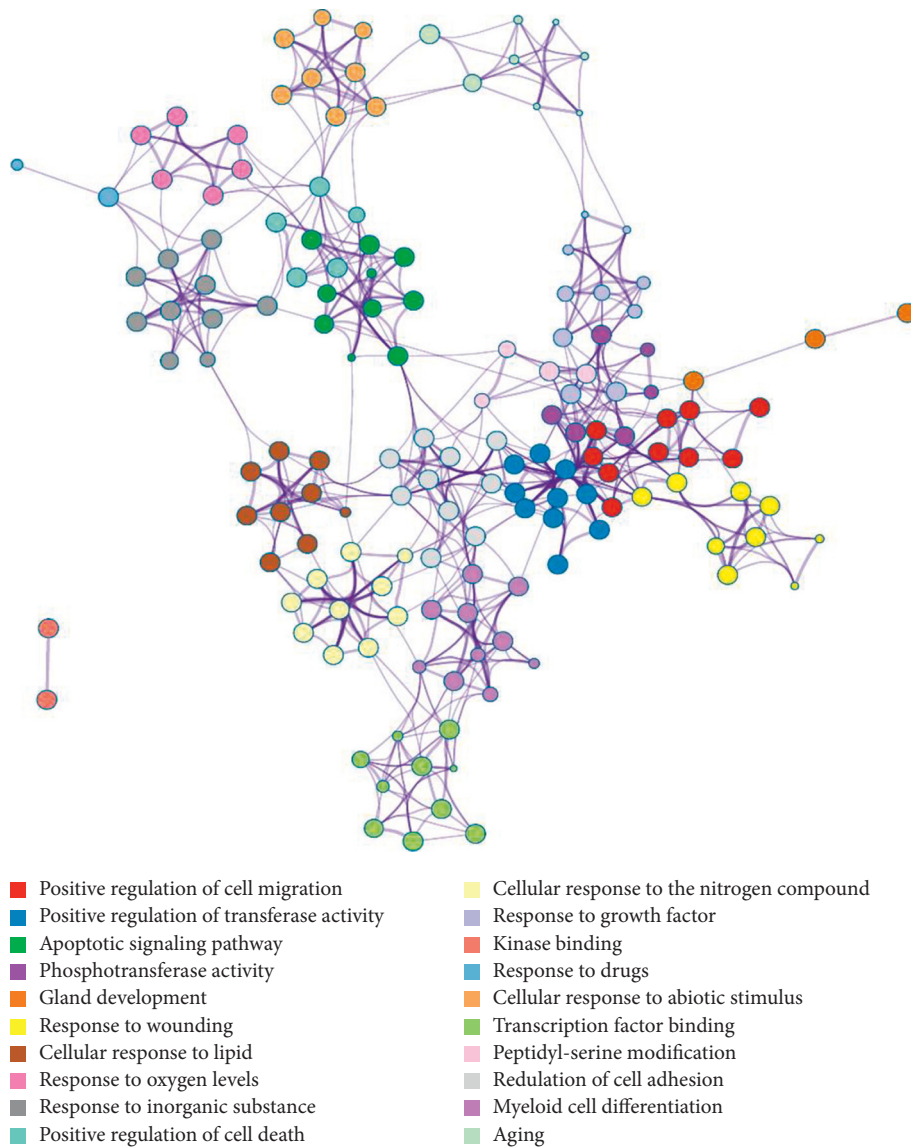 Positive regulation of cell migration
Positive regulation of transferase activity
Apoptotic signaling pathway
Phosphotransferase activity
Gland development
Response to wounding
Cellular response to lipid
Response to oxygen levels
Response to inorganic substance
Positive regulation of cell death
Cellular response to the nitrogen compound
Response to growth factor
Kinase binding
Response to drugs
Cellular response to abiotic stimulus
Transcription factor binding
Peptidyl-serine modification
Redulation of cell adhesion
Myeloid cell differentiation
Aging